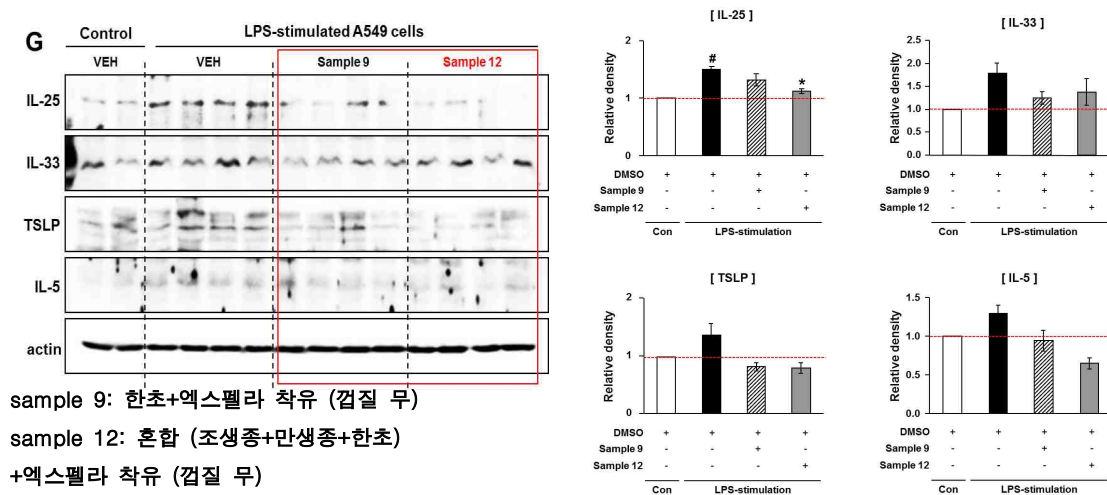 G
Control
LPS-stimulated A549 cells
VEH
VEH
Sample 9
Sample 12
IL-25
IL-33
TSLP
IL-5
actin
sample 9: 한초+엑스펠라 착유 (껍질 무)
sample 12: 혼합 (조생종+만생종+한초)
+엑스펠라 착유 (껍질 무)
[ IL-25 ]
Relative density
2
1
0
#
*
DMSO + + + +
Sample 9 - - + -
Sample 12 - - - +
Con
LPS-stimulation
[ IL-33 ]
Relative density
2.5
2.0
1.5
1.0
0.5
0.0
DMSO + + + +
Sample 9 - - + -
Sample 12 - - - +
Con
LPS-stimulation
[ TSLP ]
Relative density
2
1
0
DMSO + + + +
Sample 9 - - + -
Sample 12 - - - +
Con
LPS-stimulation
[ IL-5 ]
Relative density
1.5
1.0
0.5
0.0
DMSO + + + +
Sample 9 - - + -
Sample 12 - - - +
Con
LPS-stimulation